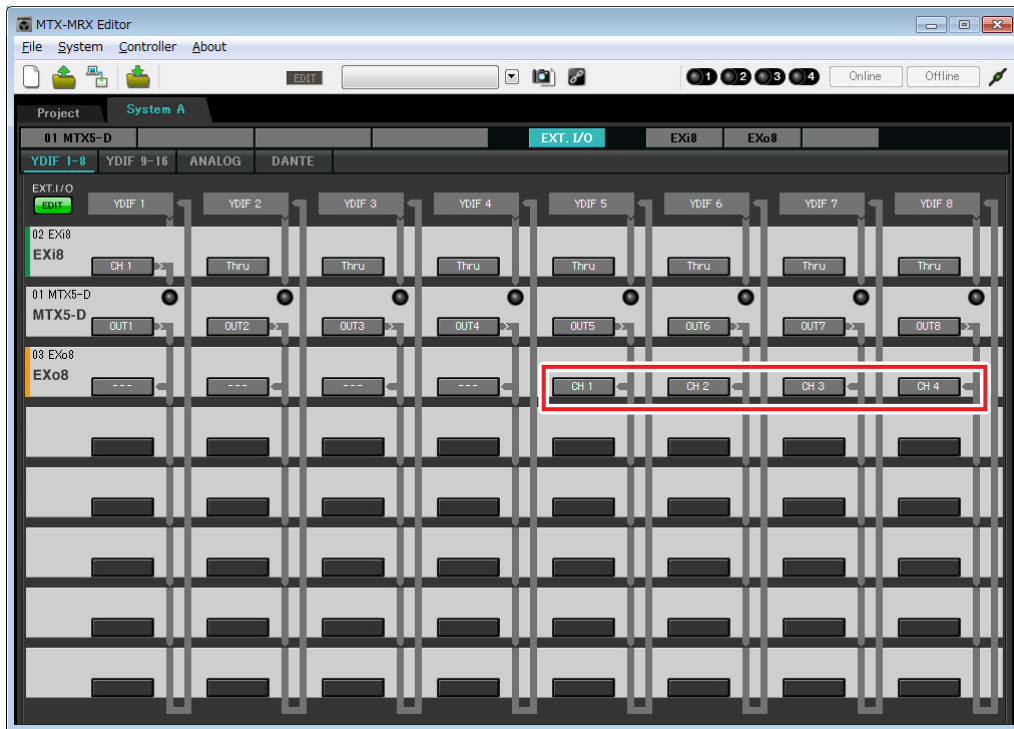 MTX-MRX Editor
File System Controller About
EDIT 1 2 3 4 Online Offline
Project System A
01 MTX5-D EXT. I/O EXi8 EXo8
YDIF 1-8 YDIF 9-16 ANALOG DANTE
EXT.I/O
EDIT YDIF 1 YDIF 2 YDIF 3 YDIF 4 YDIF 5 YDIF 6 YDIF 7 YDIF 8
02 EXi8
EXi8
CH 1 Thru Thru Thru Thru Thru Thru Thru
01 MTX5-D
MTX5-D
OUT1 OUT2 OUT3 OUT4 OUT5 OUT6 OUT7 OUT8
03 EXo8
EXo8
--- --- --- --- CH 1 CH 2 CH 3 CH 4